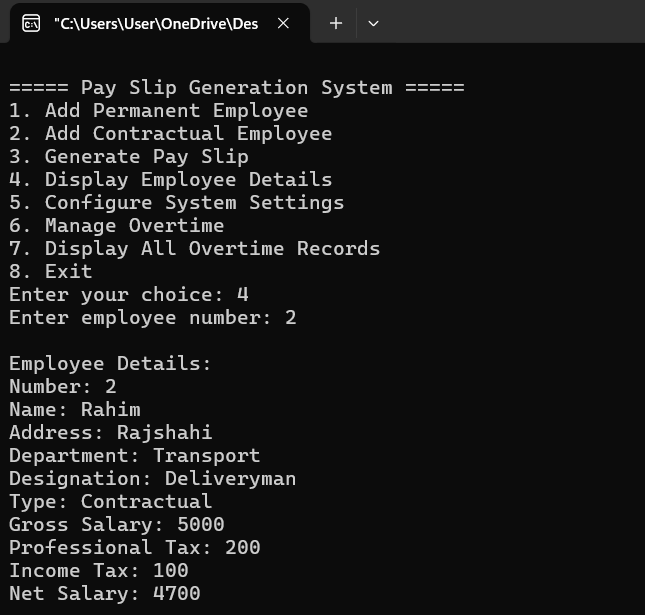 "C:\Users\User\OneDrive\Des
===== Pay Slip Generation System =====
1. Add Permanent Employee
2. Add Contractual Employee
3. Generate Pay Slip
4. Display Employee Details
5. Configure System Settings
6. Manage Overtime
7. Display All Overtime Records
8. Exit
Enter your choice: 4
Enter employee number: 2
Employee Details:
Number: 2
Name: Rahim
Address: Rajshahi
Department: Transport
Designation: Deliveryman
Type: Contractual
Gross Salary: 5000
Professional Tax: 200
Income Tax: 100
Net Salary: 4700